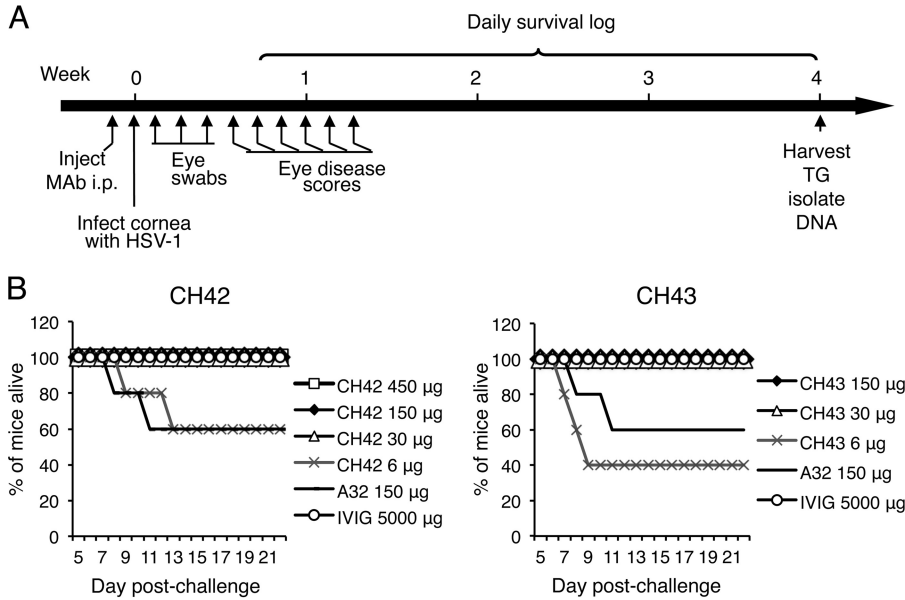 A
Daily survival log
Week 0 1 2 3 4
Inject
MAb i.p.
Eye
swabs
Eye disease
scores
Infect cornea
with HSV-1
Harvest
TG
isolate
DNA
B
CH42
% of mice alive
120
100
80
60
40
20
0
5 7 9 11 13 15 17 19 21
Day post-challenge
CH42 450 µg
CH42 150 µg
CH42 30 µg
CH42 6 µg
A32 150 µg
IVIG 5000 µg
CH43
% of mice alive
120
100
80
60
40
20
0
5 7 9 11 13 15 17 19 21
Day post-challenge
CH43 150 µg
CH43 30 µg
CH43 6 µg
A32 150 µg
IVIG 5000 µg